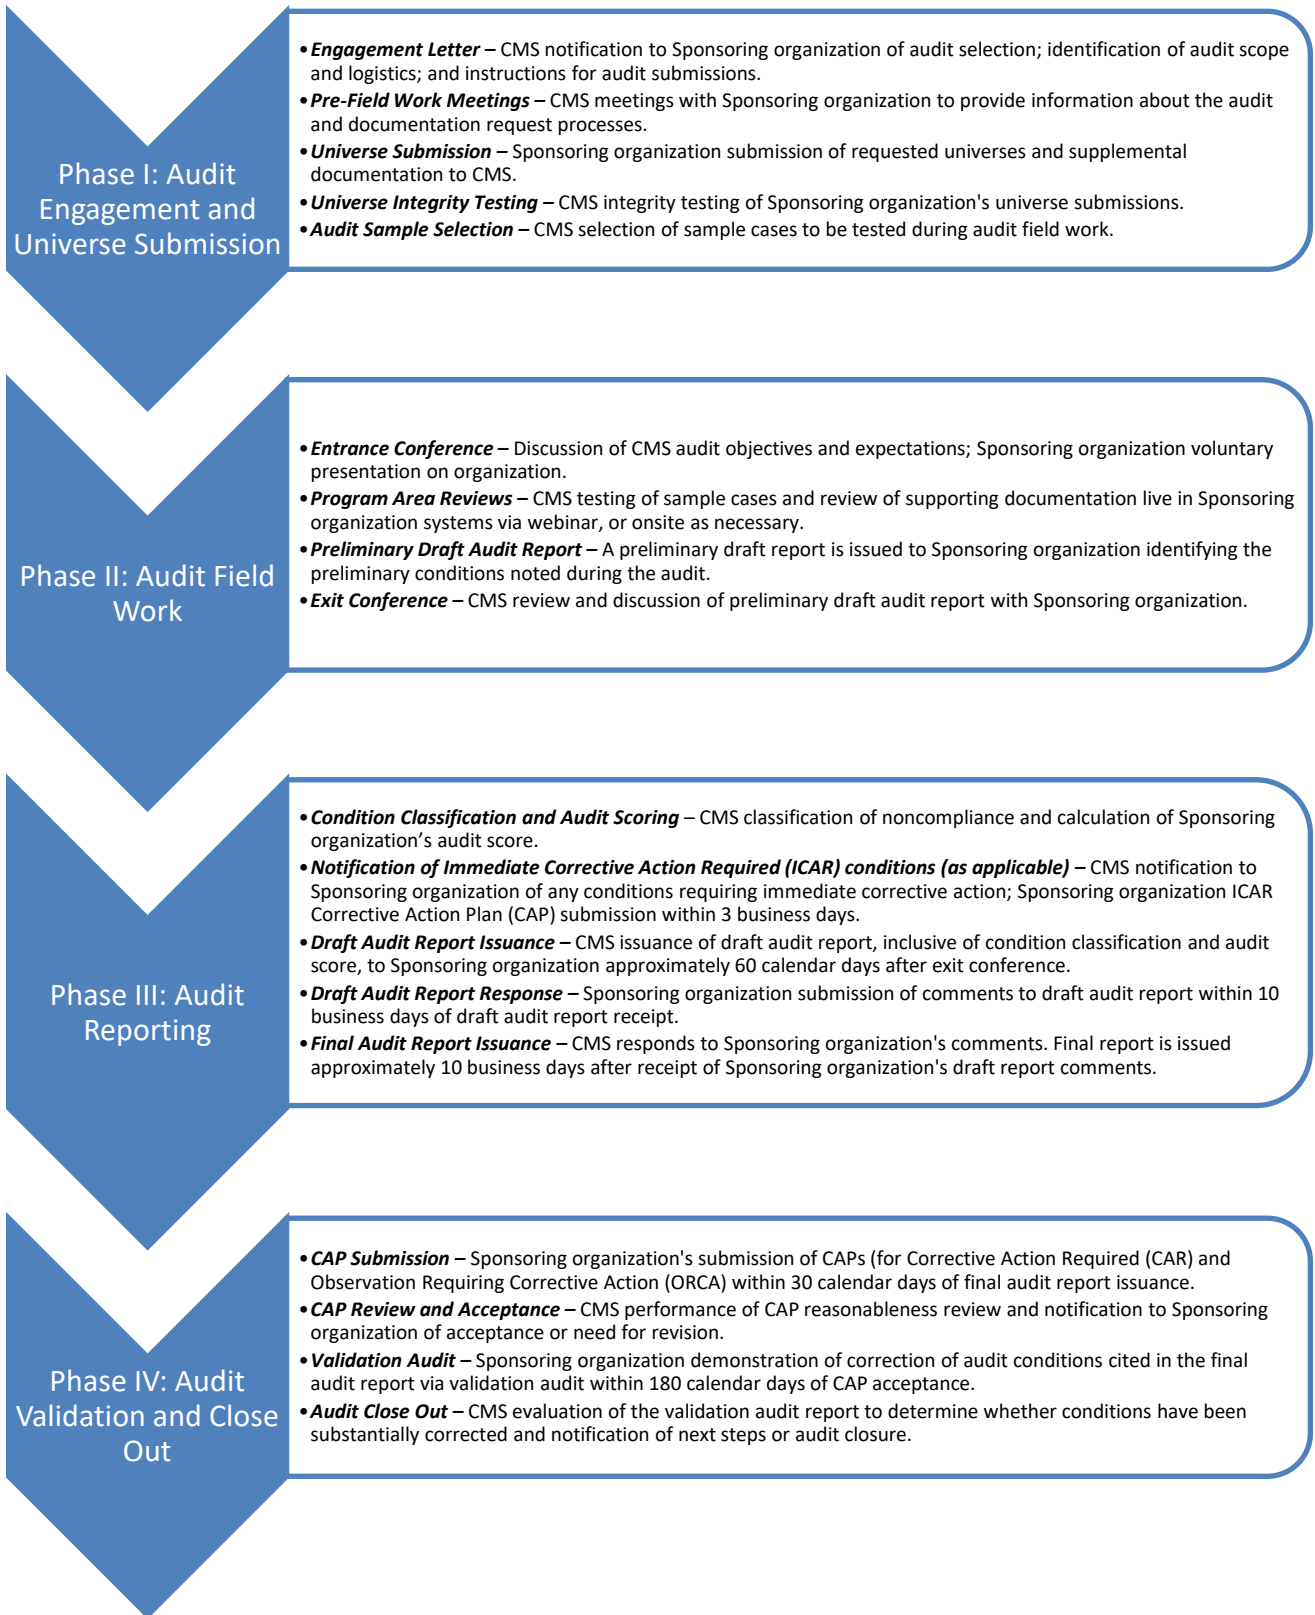 Phase I: Audit
Engagement and
Universe Submission
•Engagement Letter – CMS notification to Sponsoring organization of audit selection; identification of audit scope
and logistics; and instructions for audit submissions.
•Pre-Field Work Meetings – CMS meetings with Sponsoring organization to provide information about the audit
and documentation request processes.
•Universe Submission – Sponsoring organization submission of requested universes and supplemental
documentation to CMS.
•Universe Integrity Testing – CMS integrity testing of Sponsoring organization's universe submissions.
•Audit Sample Selection – CMS selection of sample cases to be tested during audit field work.
Phase II: Audit Field
Work
•Entrance Conference – Discussion of CMS audit objectives and expectations; Sponsoring organization voluntary
presentation on organization.
•Program Area Reviews – CMS testing of sample cases and review of supporting documentation live in Sponsoring
organization systems via webinar, or onsite as necessary.
•Preliminary Draft Audit Report – A preliminary draft report is issued to Sponsoring organization identifying the
preliminary conditions noted during the audit.
•Exit Conference – CMS review and discussion of preliminary draft audit report with Sponsoring organization.
Phase III: Audit
Reporting
•Condition Classification and Audit Scoring – CMS classification of noncompliance and calculation of Sponsoring
organization’s audit score.
•Notification of Immediate Corrective Action Required (ICAR) conditions (as applicable) – CMS notification to
Sponsoring organization of any conditions requiring immediate corrective action; Sponsoring organization ICAR
Corrective Action Plan (CAP) submission within 3 business days.
•Draft Audit Report Issuance – CMS issuance of draft audit report, inclusive of condition classification and audit
score, to Sponsoring organization approximately 60 calendar days after exit conference.
•Draft Audit Report Response – Sponsoring organization submission of comments to draft audit report within 10
business days of draft audit report receipt.
•Final Audit Report Issuance – CMS responds to Sponsoring organization's comments. Final report is issued
approximately 10 business days after receipt of Sponsoring organization's draft report comments.
Phase IV: Audit
Validation and Close
Out
•CAP Submission – Sponsoring organization's submission of CAPs (for Corrective Action Required (CAR) and
Observation Requiring Corrective Action (ORCA) within 30 calendar days of final audit report issuance.
•CAP Review and Acceptance – CMS performance of CAP reasonableness review and notification to Sponsoring
organization of acceptance or need for revision.
•Validation Audit – Sponsoring organization demonstration of correction of audit conditions cited in the final
audit report via validation audit within 180 calendar days of CAP acceptance.
•Audit Close Out – CMS evaluation of the validation audit report to determine whether conditions have been
substantially corrected and notification of next steps or audit closure.